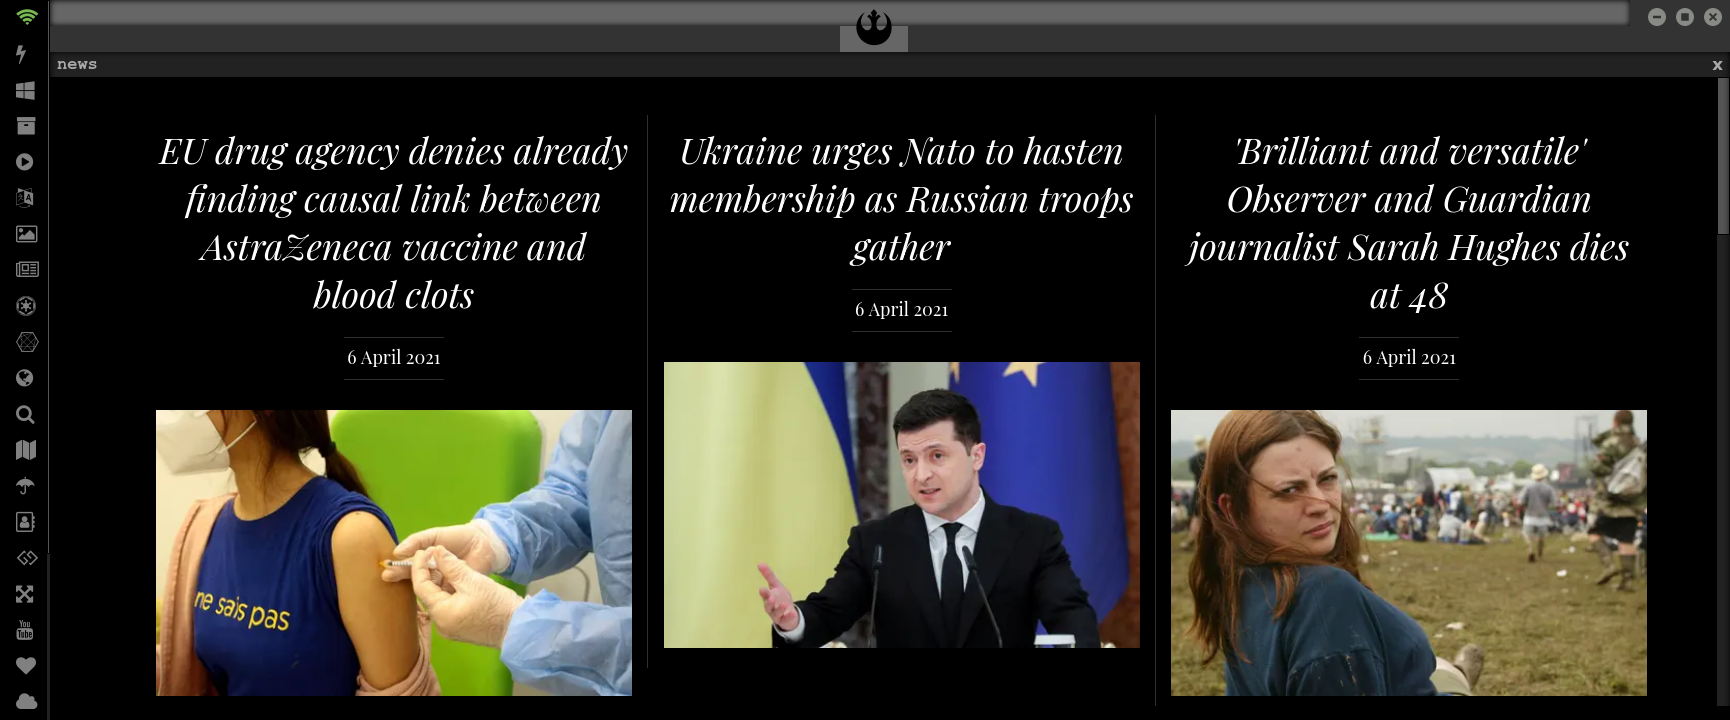 news
x
EU drug agency denies already
finding causal link between
AstraZeneca vaccine and
blood clots
6 April 2021
ne sais pas
Ukraine urges Nato to hasten
membership as Russian troops
gather
6 April 2021
'Brilliant and versatile'
Observer and Guardian
journalist Sarah Hughes dies
at 48
6 April 2021
You
Tube